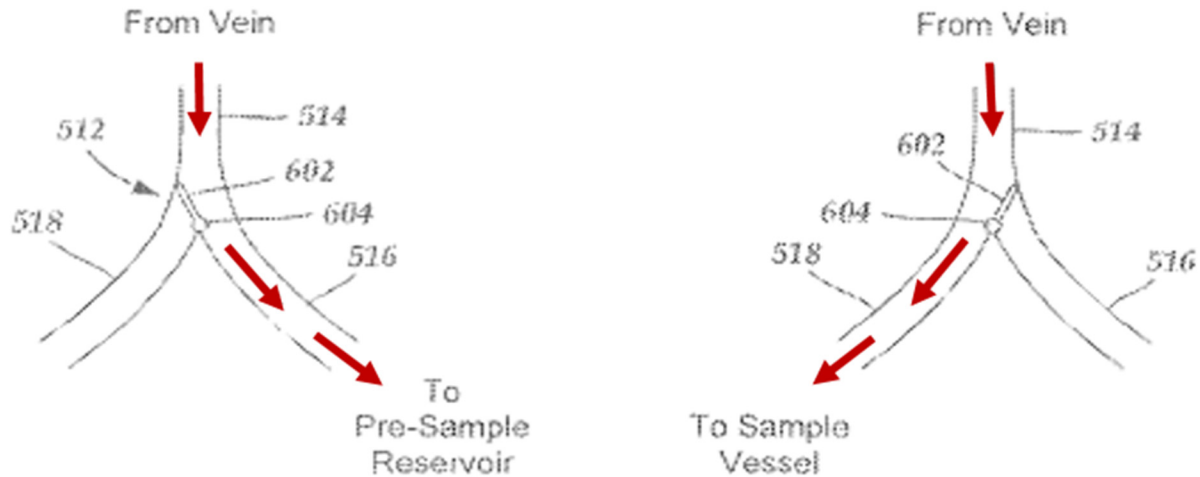 From Vein
514
512
602
604
518
516
To
Pre-Sample
Reservoir
From Vein
514
602
604
518
516
To Sample
Vessel